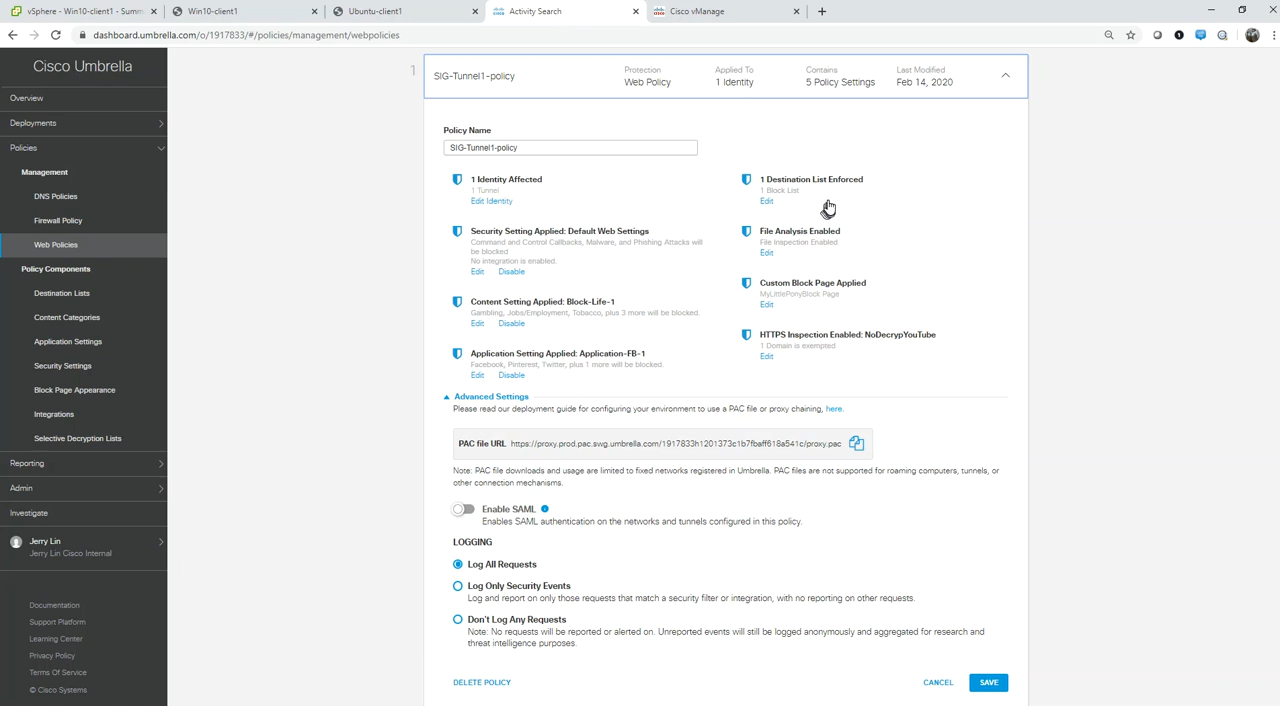 vSphere - Win10-client1 - Summ
Win10-client1
Ubuntu-client1
Activity Search
Cisco vManage
dashboard.umbrella.com/o/1917833/#/policies/management/webpolicies
Cisco Umbrella
Overview
Deployments
Policies
Management
DNS Policies
Firewall Policy
Web Policies
Policy Components
Destination Lists
Content Categories
Application Settings
Security Settings
Block Page Appearance
Integrations
Selective Decryption Lists
Reporting
Admin
Investigate
Jerry Lin
Jerry Lin Cisco Internal
Documentation
Support Platform
Learning Center
Privacy Policy
Terms Of Service
© Cisco Systems
1
SIG-Tunnel1-policy
Protection
Web Policy
Applied To
1 Identity
Contains
5 Policy Settings
Last Modified
Feb 14, 2020
Policy Name
SIG-Tunnel1-policy
1 Identity Affected
1 Tunnel
Edit Identity
Security Setting Applied: Default Web Settings
Command and Control Callbacks, Malware, and Phishing Attacks will
be blocked
No integration is enabled.
Edit Disable
Content Setting Applied: Block-Life-1
Gambling, Jobs/Employment, Tobacco, plus 3 more will be blocked.
Edit Disable
Application Setting Applied: Application-FB-1
Facebook, Pinterest, Twitter, plus 1 more will be blocked.
Edit Disable
1 Destination List Enforced
1 Block List
Edit
File Analysis Enabled
File Inspection Enabled
Edit
Custom Block Page Applied
MyLittlePonyBlock Page
Edit
HTTPS Inspection Enabled: NoDecrypYouTube
1 Domain is exempted
Edit
Advanced Settings
Please read our deployment guide for configuring your environment to use a PAC file or proxy chaining, here.
PAC file URL https://proxy.prod.pac.swg.umbrella.com/1917833h1201373c1b7fbaff618a541c/proxy.pac
Note: PAC file downloads and usage are limited to fixed networks registered in Umbrella. PAC files are not supported for roaming computers, tunnels, or
other connection mechanisms.
Enable SAML
Enables SAML authentication on the networks and tunnels configured in this policy.
LOGGING
Log All Requests
Log Only Security Events
Log and report on only those requests that match a security filter or integration, with no reporting on other requests.
Don't Log Any Requests
Note: No requests will be reported or alerted on. Unreported events will still be logged anonymously and aggregated for research and
threat intelligence purposes.
DELETE POLICY
CANCEL
SAVE